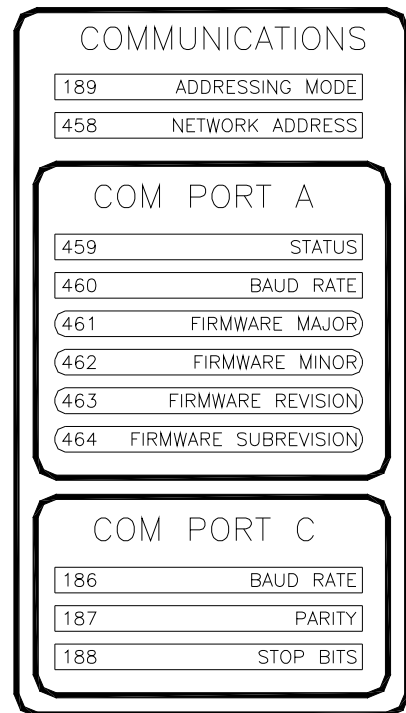 COMMUNICATIONS
189 ADDRESSING MODE
458 NETWORK ADDRESS
COM PORT A
459 STATUS
460 BAUD RATE
461 FIRMWARE MAJOR
462 FIRMWARE MINOR
463 FIRMWARE REVISION
464 FIRMWARE SUBREVISION
COM PORT C
186 BAUD RATE
187 PARITY
188 STOP BITS